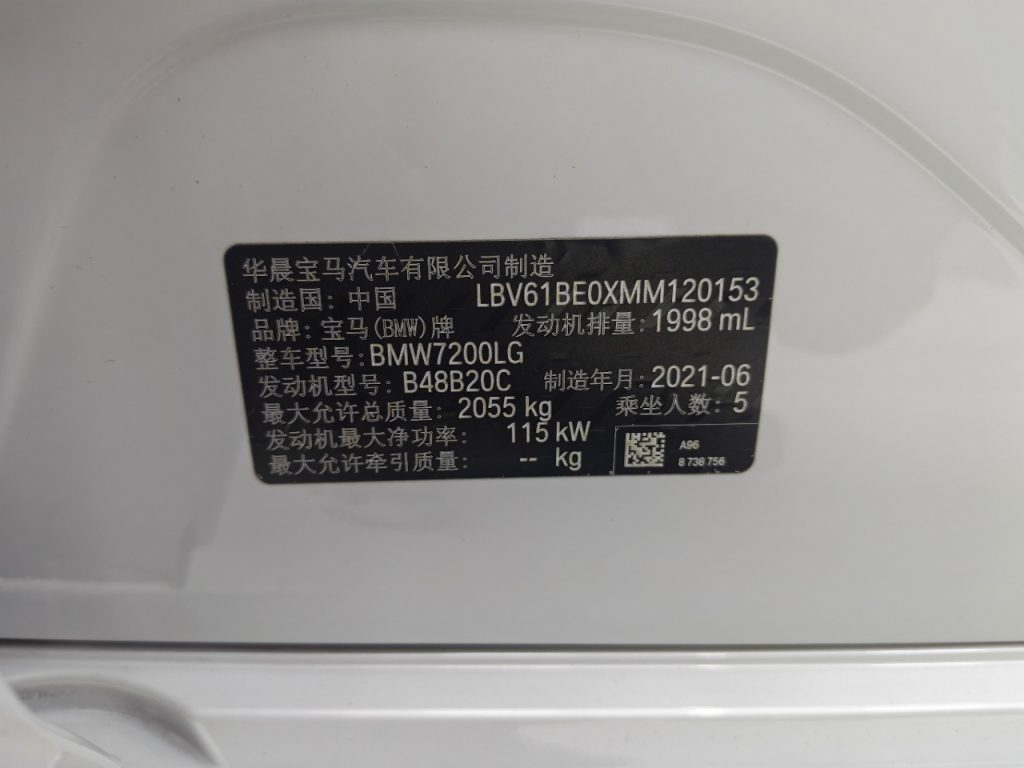 华晨宝马汽车有限公司制造
制造国: 中国 LBV61BE0XMM120153
品牌: 宝马(BMW)牌 发动机排量: 1998 mL
整车型号: BMW7200LG
发动机型号: B48B20C 制造年月: 2021-06
最大允许总质量: 2055 kg 乘坐人数: 5
发动机最大净功率: 115 kW
最大允许牵引质量: -- kg
A96
8 738 756